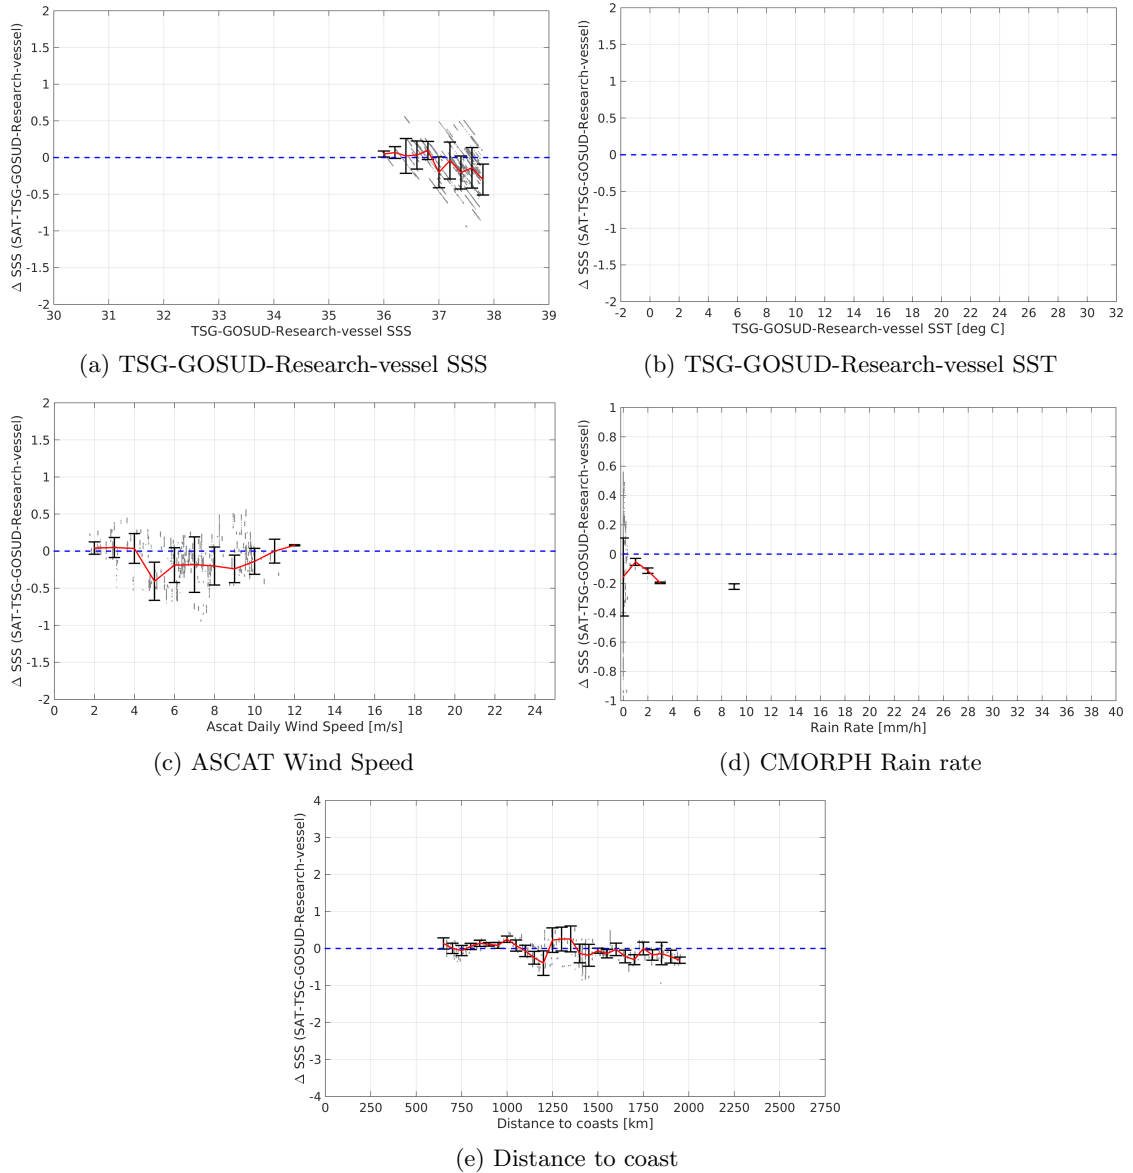 Δ SSS (SAT-TSG-GOSUD-Research-vessel)
2
1.5
1
0.5
0
-0.5
-1
-1.5
-2
30 31 32 33 34 35 36 37 38 39
TSG-GOSUD-Research-vessel SSS
(a) TSG-GOSUD-Research-vessel SSS
Δ SSS (SAT-TSG-GOSUD-Research-vessel)
2
1.5
1
0.5
0
-0.5
-1
-1.5
-2
-2 0 2 4 6 8 10 12 14 16 18 20 22 24 26 28 30 32
TSG-GOSUD-Research-vessel SST [deg C]
(b) TSG-GOSUD-Research-vessel SST
Δ SSS (SAT-TSG-GOSUD-Research-vessel)
2
1.5
1
0.5
0
-0.5
-1
-1.5
-2
0 2 4 6 8 10 12 14 16 18 20 22 24
Ascat Daily Wind Speed [m/s]
(c) ASCAT Wind Speed
Δ SSS (SAT-TSG-GOSUD-Research-vessel)
1
0.8
0.6
0.4
0.2
0
-0.2
-0.4
-0.6
-0.8
-1
0 2 4 6 8 10 12 14 16 18 20 22 24 26 28 30 32 34 36 38 40
Rain Rate [mm/h]
(d) CMORPH Rain rate
Δ SSS (SAT-TSG-GOSUD-Research-vessel)
4
3
2
1
0
-1
-2
-3
-4
0 250 500 750 1000 1250 1500 1750 2000 2250 2500 2750
Distance to coasts [km]
(e) Distance to coast